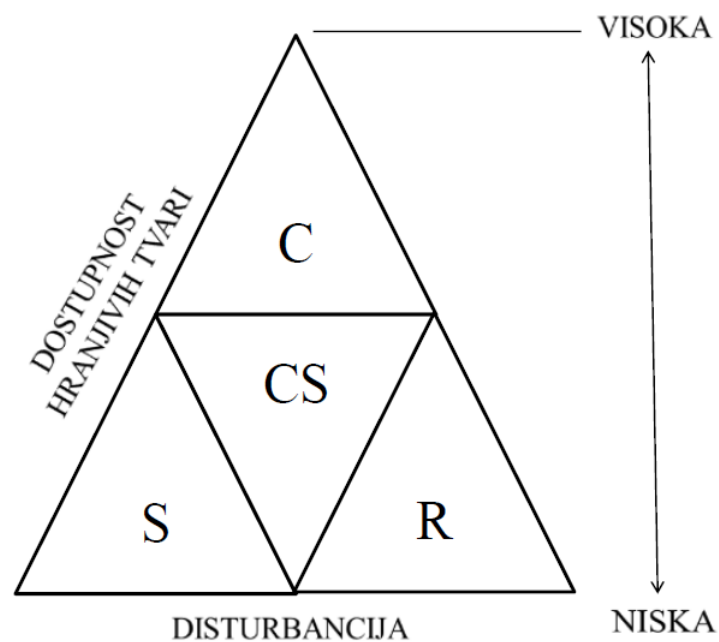 VISOKA
DOSTUPNOST
HRANJIVIH TVARI
C
CS
S
R
DISTURBANCIJA
NISKA